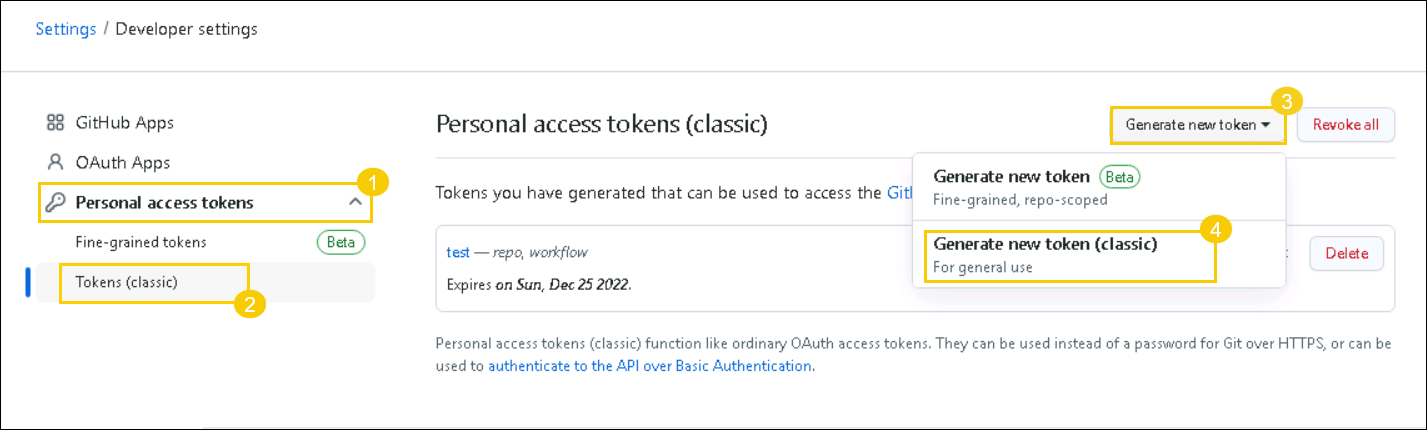 Settings / Developer settings
GitHub Apps
OAuth Apps
1
Personal access tokens
Fine-grained tokens Beta
Tokens (classic)
2
Personal access tokens (classic)
3
Generate new token
Revoke all
Generate new token Beta
Fine-grained, repo-scoped
4
Generate new token (classic)
For general use
Tokens you have generated that can be used to access the
test — repo, workflow
Delete
Expires on Sun, Dec 25 2022.
Personal access tokens (classic) function like ordinary OAuth access tokens. They can be used instead of a password for Git over HTTPS, or can be
used to authenticate to the API over Basic Authentication.